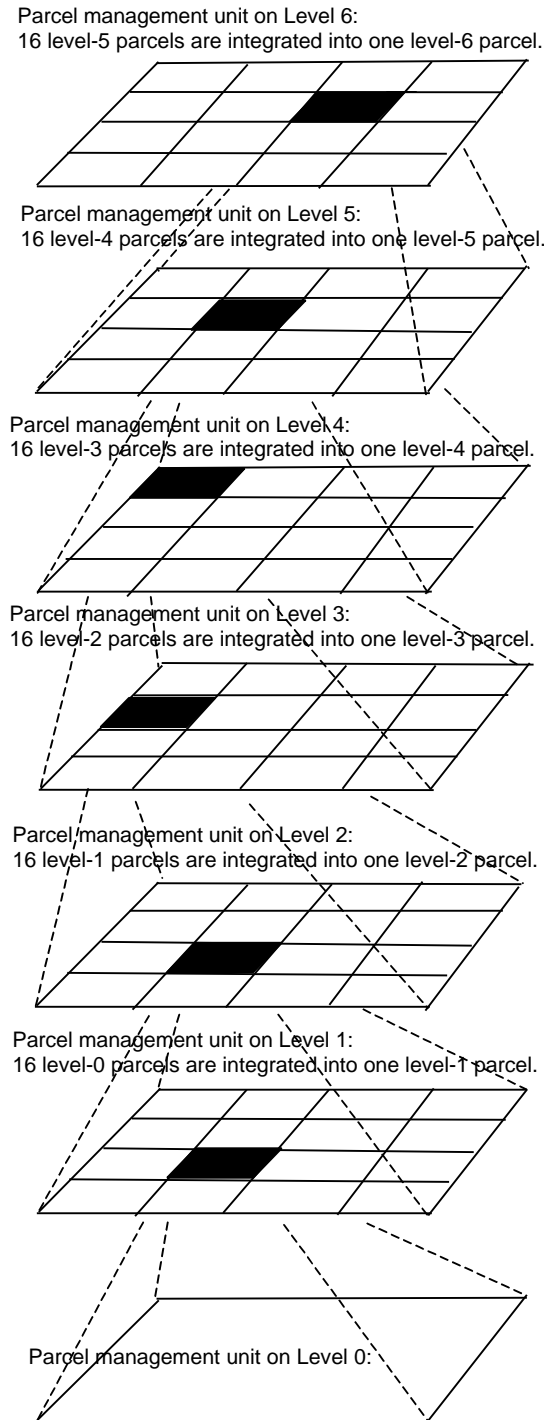 Parcel management unit on Level 6:
16 level-5 parcels are integrated into one level-6 parcel.
Parcel management unit on Level 5:
16 level-4 parcels are integrated into one level-5 parcel.
Parcel management unit on Level 4:
16 level-3 parcels are integrated into one level-4 parcel.
Parcel management unit on Level 3:
16 level-2 parcels are integrated into one level-3 parcel.
Parcel management unit on Level 2:
16 level-1 parcels are integrated into one level-2 parcel.
Parcel management unit on Level 1:
16 level-0 parcels are integrated into one level-1 parcel.
Parcel management unit on Level 0: